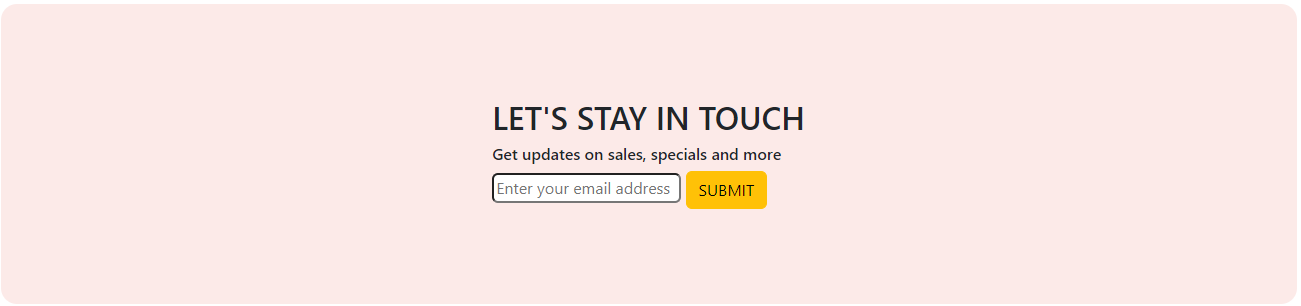 LET'S STAY IN TOUCH
Get updates on sales, specials and more
Enter your email address SUBMIT